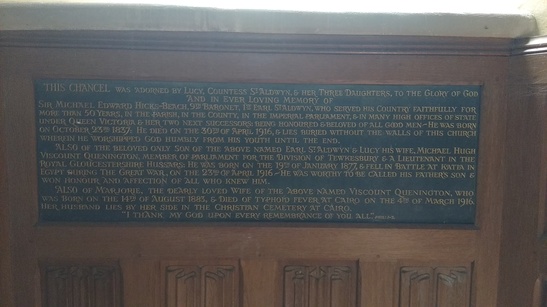 THIS CHANCEL WAS ADORNED BY LUCY, COUNTESS ST ALDWYN, & HER THREE DAUGHTERS, TO THE GLORY OF GOD
AND IN EVER LOVING MEMORY OF
SIR MICHAEL EDWARD HICKS-BEACH, 9TH BARONET, 1ST EARL ST ALDWYN, WHO SERVED HIS COUNTRY FAITHFULLY FOR
MORE THAN 50 YEARS, IN THE PARISH, IN THE COUNTY, IN THE IMPERIAL PARLIAMENT, & IN MANY HIGH OFFICES OF STATE
UNDER QUEEN VICTORIA & HER TWO NEXT SUCCESSORS, BEING HONOURED & BELOVED OF ALL GOOD MEN - HE WAS BORN
ON OCTOBER 23RD 1837. HE DIED ON THE 30TH OF APRIL 1916, & LIES BURIED WITHOUT THE WALLS OF THIS CHURCH
WHEREIN HE WORSHIPPED GOD HUMBLY FROM HIS YOUTH UNTIL THE END.
ALSO OF THE BELOVED ONLY SON OF THE ABOVE NAMED EARL ST ALDWYN & LUCY HIS WIFE, MICHAEL HUGH
VISCOUNT QUENINGTON, MEMBER OF PARLIAMENT FOR THE DIVISION OF TEWKESBURY & A LIEUTENANT IN THE
ROYAL GLOUCESTERSHIRE HUSSARS: HE WAS BORN ON THE 19TH OF JANUARY 1877, & FELL IN BATTLE AT KATIA IN
EGYPT DURING THE GREAT WAR, ON THE 23RD OF APRIL 1916 - HE WAS WORTHY TO BE CALLED HIS FATHER'S SON &
WON HONOUR AND AFFECTION OF ALL WHO KNEW HIM.
ALSO OF MARJORIE, THE DEARLY LOVED WIFE OF THE ABOVE NAMED VISCOUNT QUENINGTON, WHO
WAS BORN ON THE 14TH OF AUGUST 1883, & DIED OF TYPHOID FEVER AT CAIRO ON THE 4TH OF MARCH 1916.
HER HUSBAND LIES BY HER SIDE IN THE CHRISTIAN CEMETERY AT CAIRO.
"I THANK MY GOD UPON EVERY REMEMBRANCE OF YOU ALL"